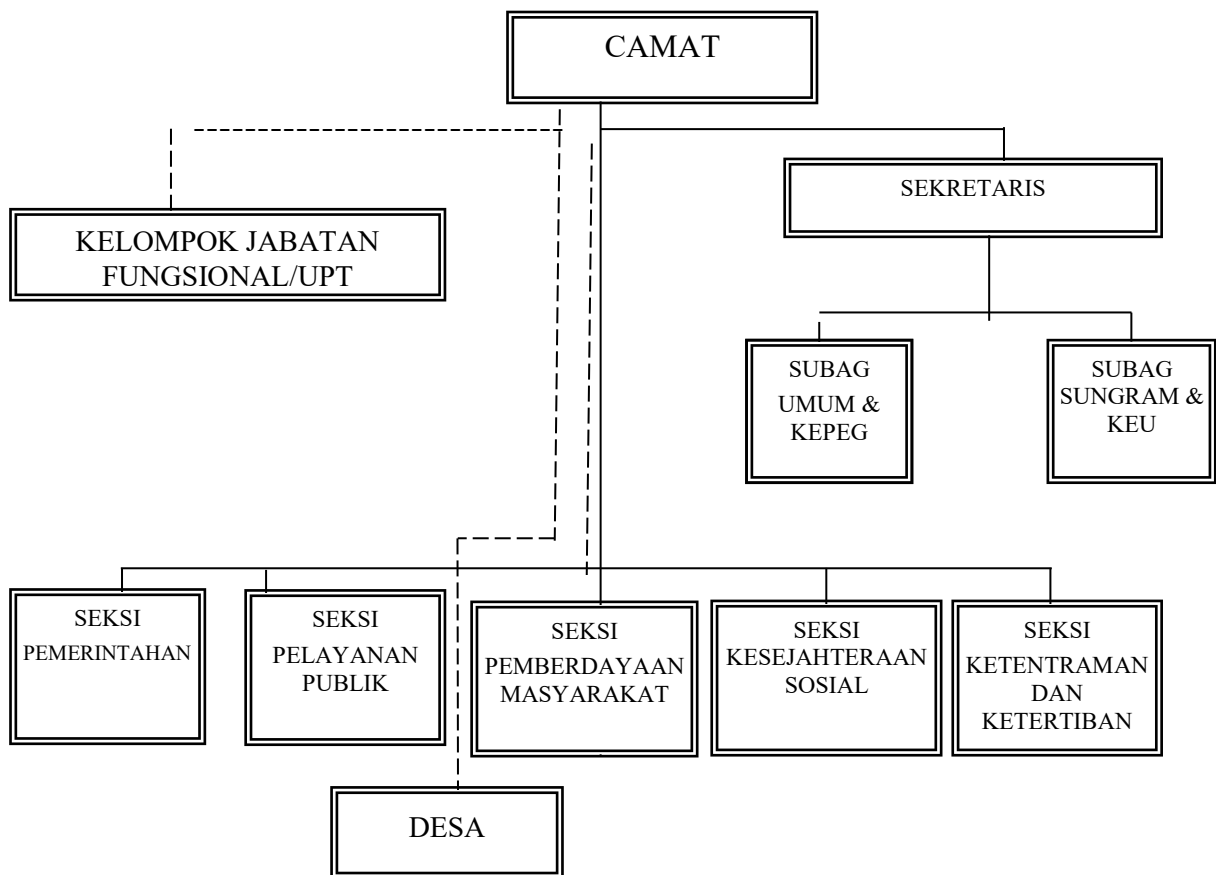 CAMAT
SEKRETARIS
KELOMPOK JABATAN
FUNGSIONAL/UPT
SUBAG
UMUM &
KEPEG
SUBAG
SUNGRAM &
KEU
SEKSI
PEMERINTAHAN
SEKSI
PELAYANAN
PUBLIK
SEKSI
PEMBERDAYAAN
MASYARAKAT
SEKSI
KESEJAHTERAAN
SOSIAL
SEKSI
KETENTRAMAN
DAN
KETERTIBAN
DESA